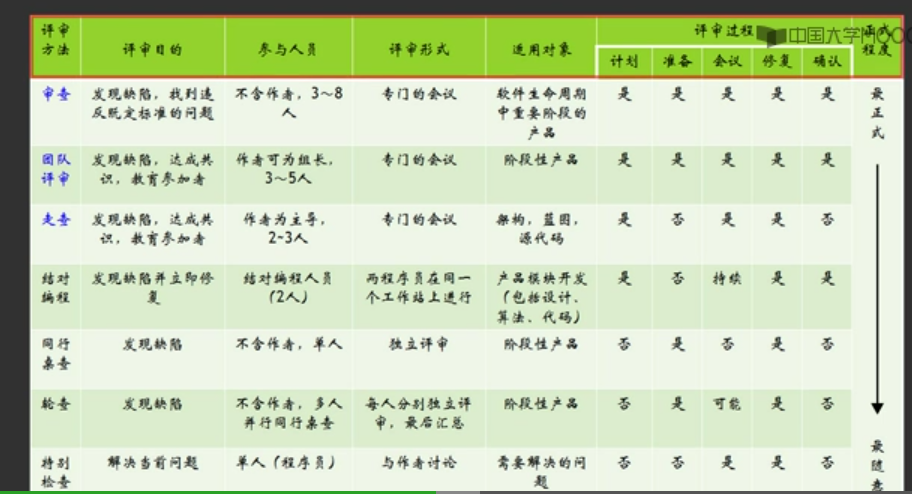 评审方法 评审目的 参与人员 评审形式 适用对象 评审过程 正式程度
计划 准备 会议 修复 确认
中国大学MOOC
审查 发现缺陷，找到违反既定标准的问题 不含作者，3～8人 专门的会议 软件生命周期中重要阶段的产品 是 是 是 是 是 最正式
团队评审 发现缺陷，达成共识，教育参加者 作者可为组长，3～5人 专门的会议 阶段性产品 是 是 是 是 是
走查 发现缺陷，达成共识，教育参加者 作者为主导，2~3人 专门的会议 架构，蓝图，源代码 是 否 是 是 否
结对编程 发现缺陷并立即修复 结对编程人员（2人） 两程序员在同一个工作站上进行 产品模块开发（包括设计、算法、代码） 是 否 持续 是 是
同行桌查 发现缺陷 不含作者，单人 独立评审 阶段性产品 否 是 否 是 否
轮查 发现缺陷 不含作者，多人并行同行桌查 每人分别独立评审，最后汇总 阶段性产品 否 是 可能 是 否
特别检查 解决当前问题 单人（程序员） 与作者讨论 需要解决的问题 否 否 是 是 否 最随意